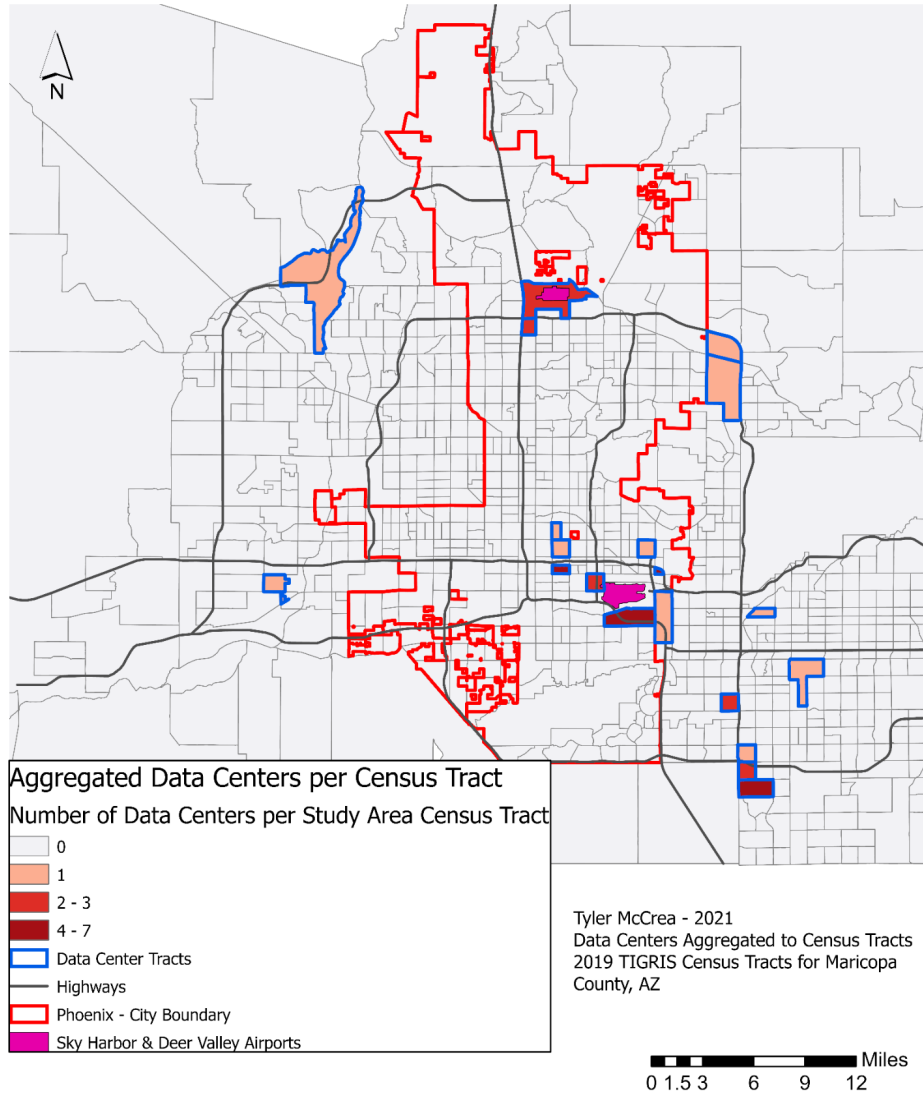 N
Aggregated Data Centers per Census Tract
Number of Data Centers per Study Area Census Tract
0
1
2 - 3
4 - 7
Data Center Tracts
Highways
Phoenix - City Boundary
Sky Harbor & Deer Valley Airports
Tyler McCrea - 2021
Data Centers Aggregated to Census Tracts
2019 TIGRIS Census Tracts for Maricopa
County, AZ
Miles
0 1.5 3 6 9 12